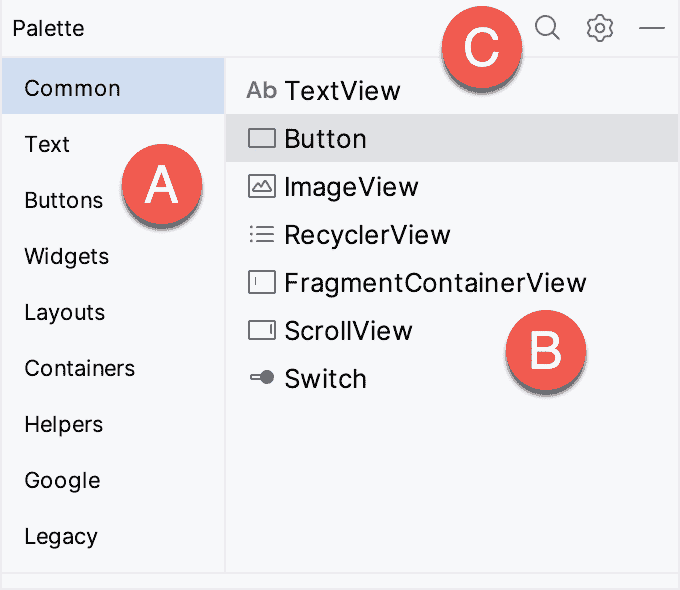 Palette
C
Common
Text
Buttons
Widgets
Layouts
Containers
Helpers
Google
Legacy
A
Ab TextView
Button
ImageView
RecyclerView
FragmentContainerView
ScrollView
Switch
B